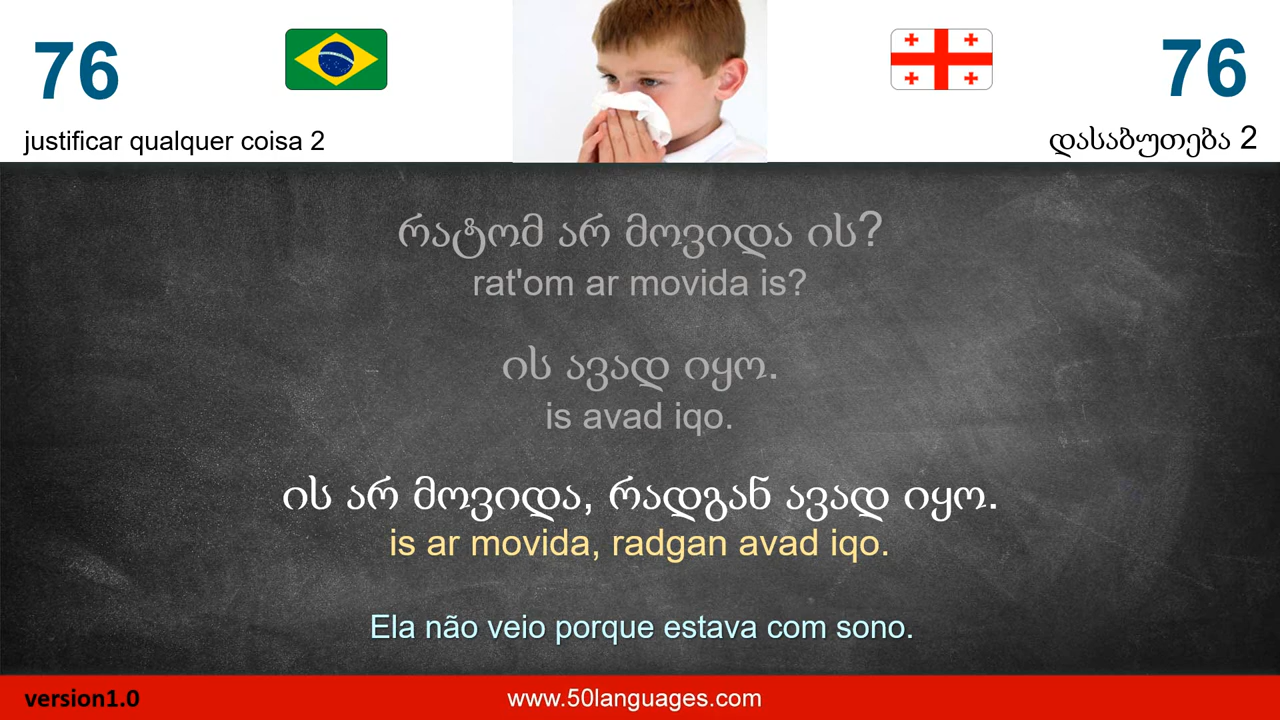 76
76
justificar qualquer coisa 2
დასაბუთება 2
რატომ არ მოვიდა ის?
rat'om ar movida is?
ის ავად იყო.
is avad iqo.
ის არ მოვიდა, რადგან ავად იყო.
is ar movida, radgan avad iqo.
Ela não veio porque estava com sono.
version1.0
www.50languages.com